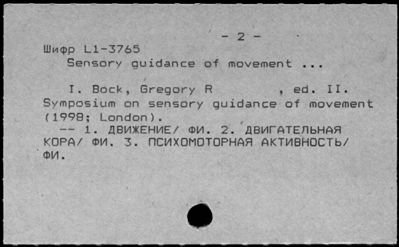 - 2 -
Шифр L1-3765
Sensory guidance of movement ...
I. Bock, Gregory R , ed. II.
Symposium on sensory guidance of movement
(1998; London).
-- 1. ДВИЖЕНИЕ/ ФИ. 2. ДВИГАТЕЛЬНАЯ
КОРА/ ФИ. 3. ПСИХОМОТОРНАЯ АКТИВНОСТЬ/
ФИ.